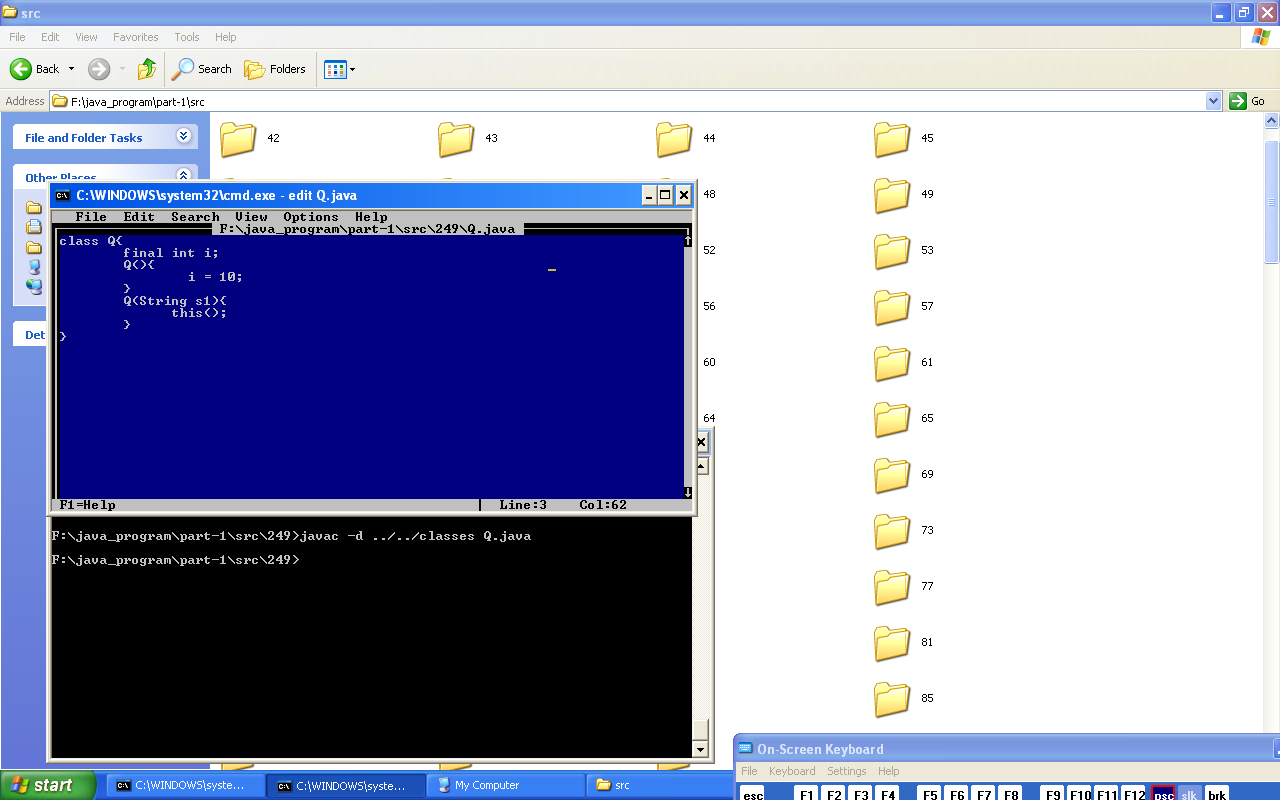 src
File Edit View Favorites Tools Help
Back Search Folders
Address F:\java_program\part-1\src Go
File and Folder Tasks
Other Places
Det
42 43 44 45
48 49
52 53
56 57
60 61
64 65
69
73
77
81
85
C:\WINDOWS\system32\cmd.exe - edit Q.java
File Edit Search View Options Help
F:\java_program\part-1\src\249\Q.java
class Q{
final int i;
Q(){
i = 10;
}
Q(String s1){
this();
}
}
F1=Help Line:3 Col:62
F:\java_program\part-1\src\249>javac -d ../../classes Q.java
F:\java_program\part-1\src\249>
On-Screen Keyboard
File Keyboard Settings Help
esc F1 F2 F3 F4 F5 F6 F7 F8 F9 F10 F11 F12 psc slk brk
start C:\WINDOWS\syste... C:\WINDOWS\syste... My Computer src